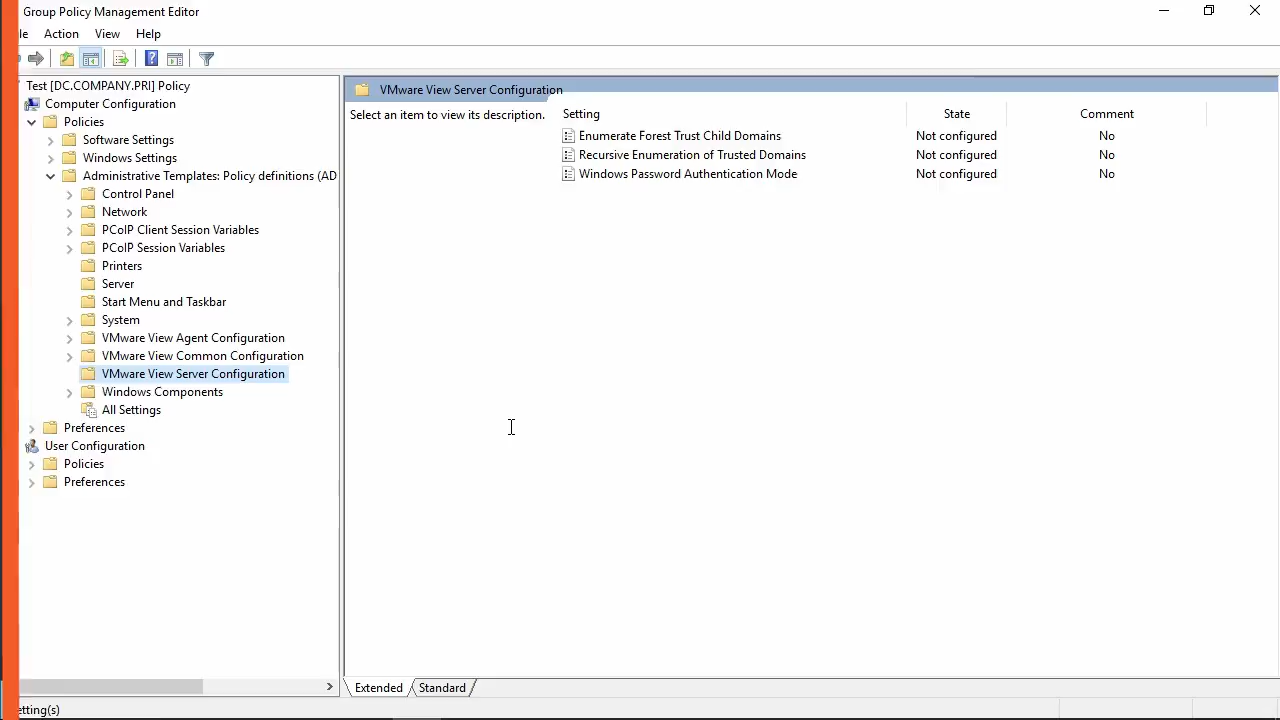 Group Policy Management Editor
le Action View Help
Test [DC.COMPANY.PRI] Policy
Computer Configuration
Policies
Software Settings
Windows Settings
Administrative Templates: Policy definitions (AD
Control Panel
Network
PCoIP Client Session Variables
PCoIP Session Variables
Printers
Server
Start Menu and Taskbar
System
VMware View Agent Configuration
VMware View Common Configuration
VMware View Server Configuration
Windows Components
All Settings
Preferences
User Configuration
Policies
Preferences
VMware View Server Configuration
Select an item to view its description.
Setting State Comment
Enumerate Forest Trust Child Domains Not configured No
Recursive Enumeration of Trusted Domains Not configured No
Windows Password Authentication Mode Not configured No
Extended Standard
etting(s)